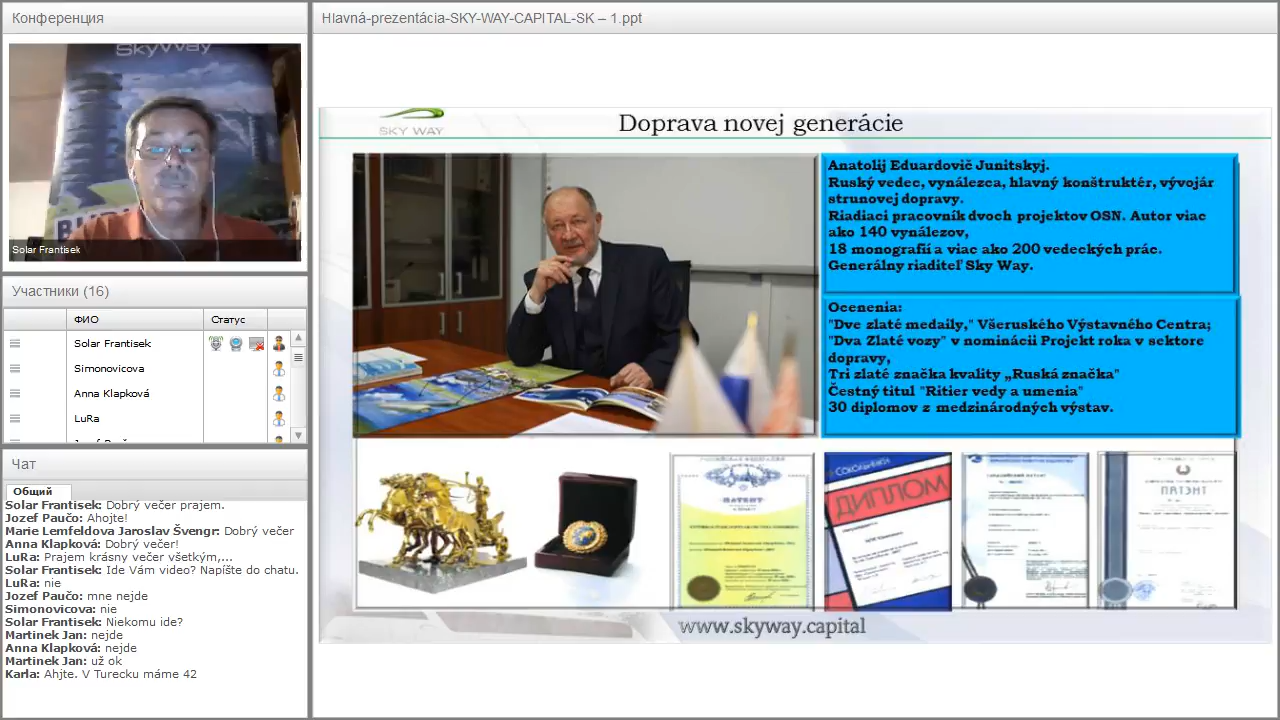 Конференция
SkyWay
Solar Frantisek
Участники (16)
ФИО
Статус
Solar Frantisek
Simonovicova
Anna Klapková
LuRa
Чат
Общий
Solar Frantisek: Dobrý večer prajem.
Jozef Paučo: Ahojte!
Marie Lemfeldova Jaroslav Švengr: Dobrý večer
Anna Klapková: Dobrý večer!
LuRa: Prajem krásny večer všetkým....
Solar Frantisek: Ide Vám video? Napíšte do chatu.
LuRa: nie
Jozef Paučo: mne nejde
Simonovicova: nie
Solar Frantisek: Niekomu ide?
Martinek Jan: nejde
Anna Klapková: nejde
Martinek Jan: už ok
Karla: Ahjte. V Turecku máme 42
Hlavná-prezentácia-SKY-WAY-CAPITAL-SK – 1.ppt
SKY WAY
Doprava novej generácie
Anatolij Eduardovič Junitskyj.
Ruský vedec, vynálezca, hlavný konštruktér, vývojár
strunovej dopravy.
Riadiaci pracovník dvoch projektov OSN. Autor viac
ako 140 vynálezov,
18 monografií a viac ako 200 vedeckých prác.
Generálny riaditeľ Sky Way.
Ocenenia:
"Dve zlaté medaily," Všeruského Výstavného Centra;
"Dva Zlaté vozy" v nominácii Projekt roka v sektore
dopravy,
Tri zlaté značka kvality „Ruská značka"
Čestný titul "Ritier vedy a umenia"
30 diplomov z medzinárodných výstav.
ПАТЕНТ
СОКОЛЬНИКИ
ДИПЛОМ
ПАТЭНТ
www.skyway.capital